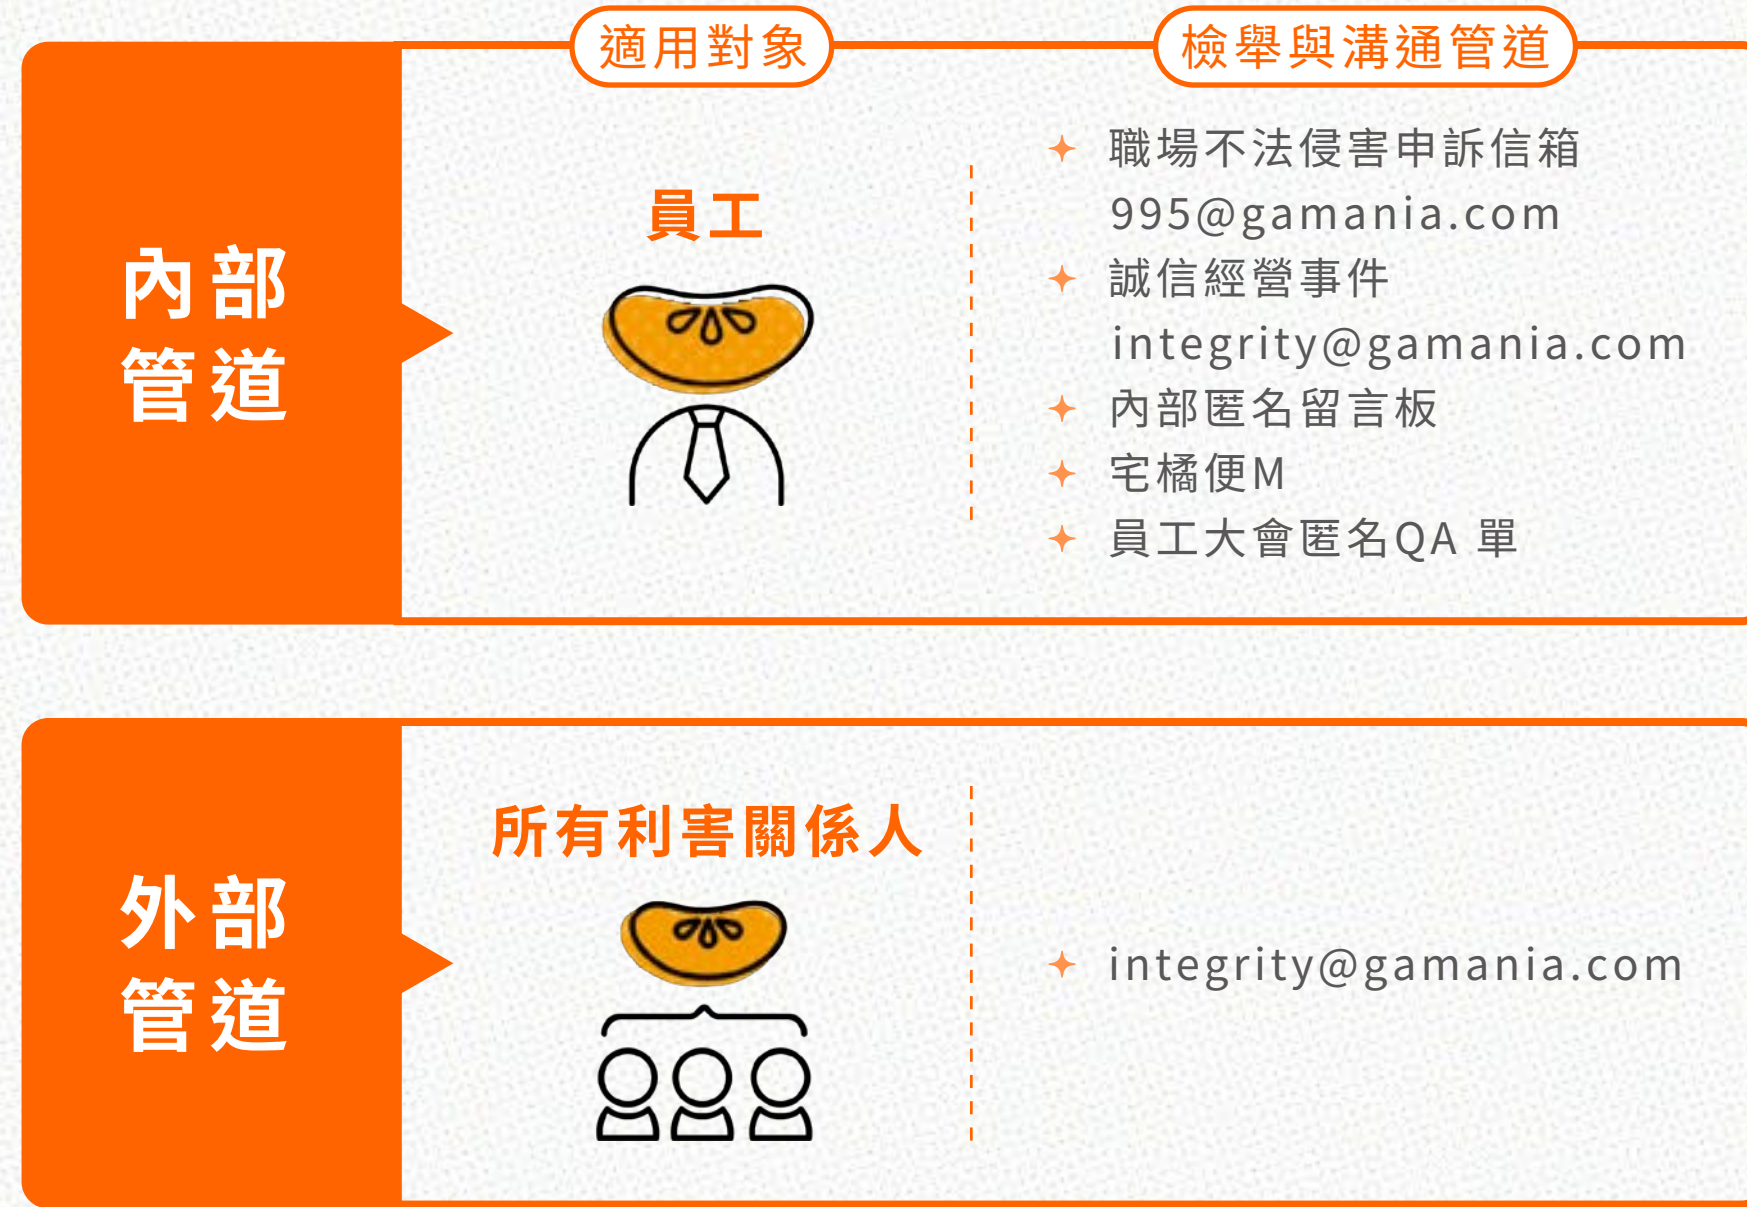 適用對象
檢舉與溝通管道
內部
管道
員工
職場不法侵害申訴信箱
995@gamania.com
誠信經營事件
integrity@gamania.com
內部匿名留言板
宅橘便M
員工大會匿名QA 單
外部
管道
所有利害關係人
integrity@gamania.com